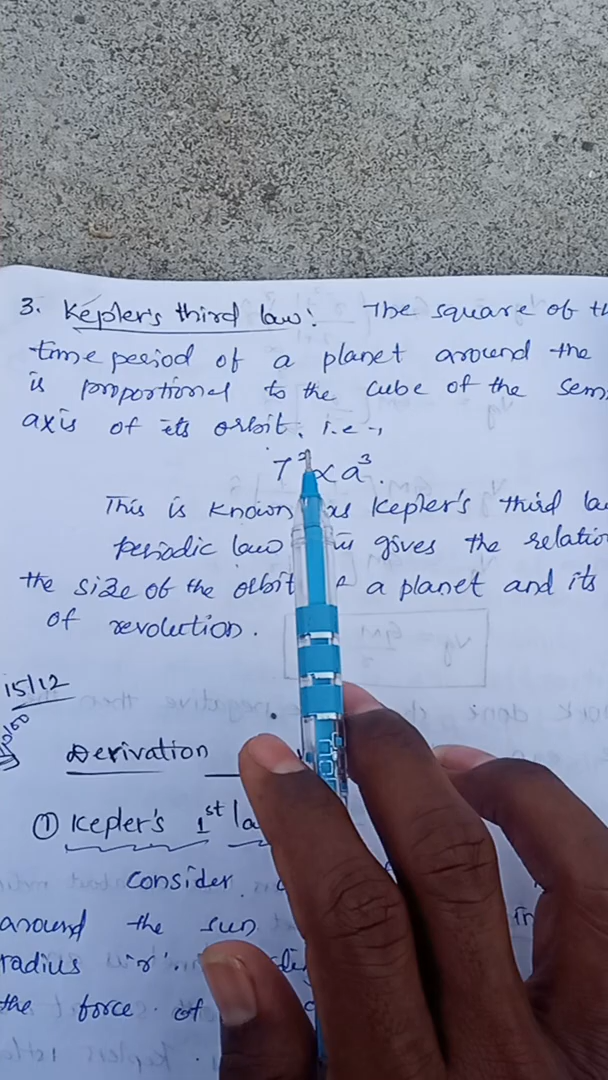 3. Kepler's third law: The square of th
time period of a planet around the
is proportional to the cube of the semi
axis of its orbit, i.e.,
T² ∝ a³.
This is known as Kepler's third la
periodic law gives the relatio
the size of the orbit a planet and its
of revolution.
15/12
Derivation
① Kepler's 1st la
Consider
around the sun
radius 'r'.
the force of